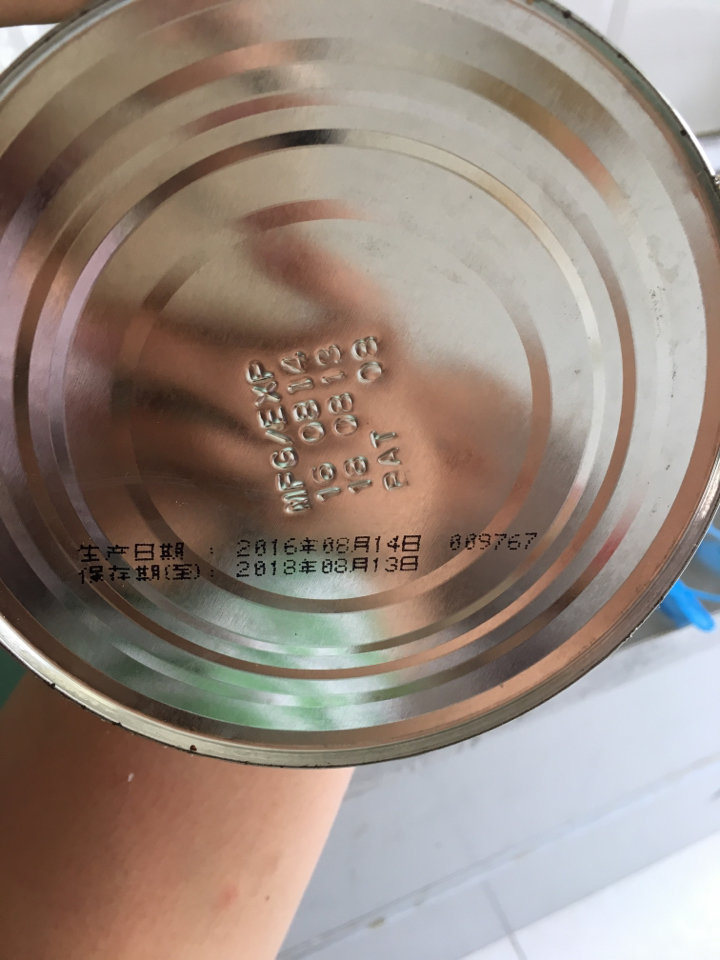 MFG/EXP
16 08 14
18 08 13
BAT 03
生产日期 : 2016年08月14日 009767
保存期(至): 2018年08月13日